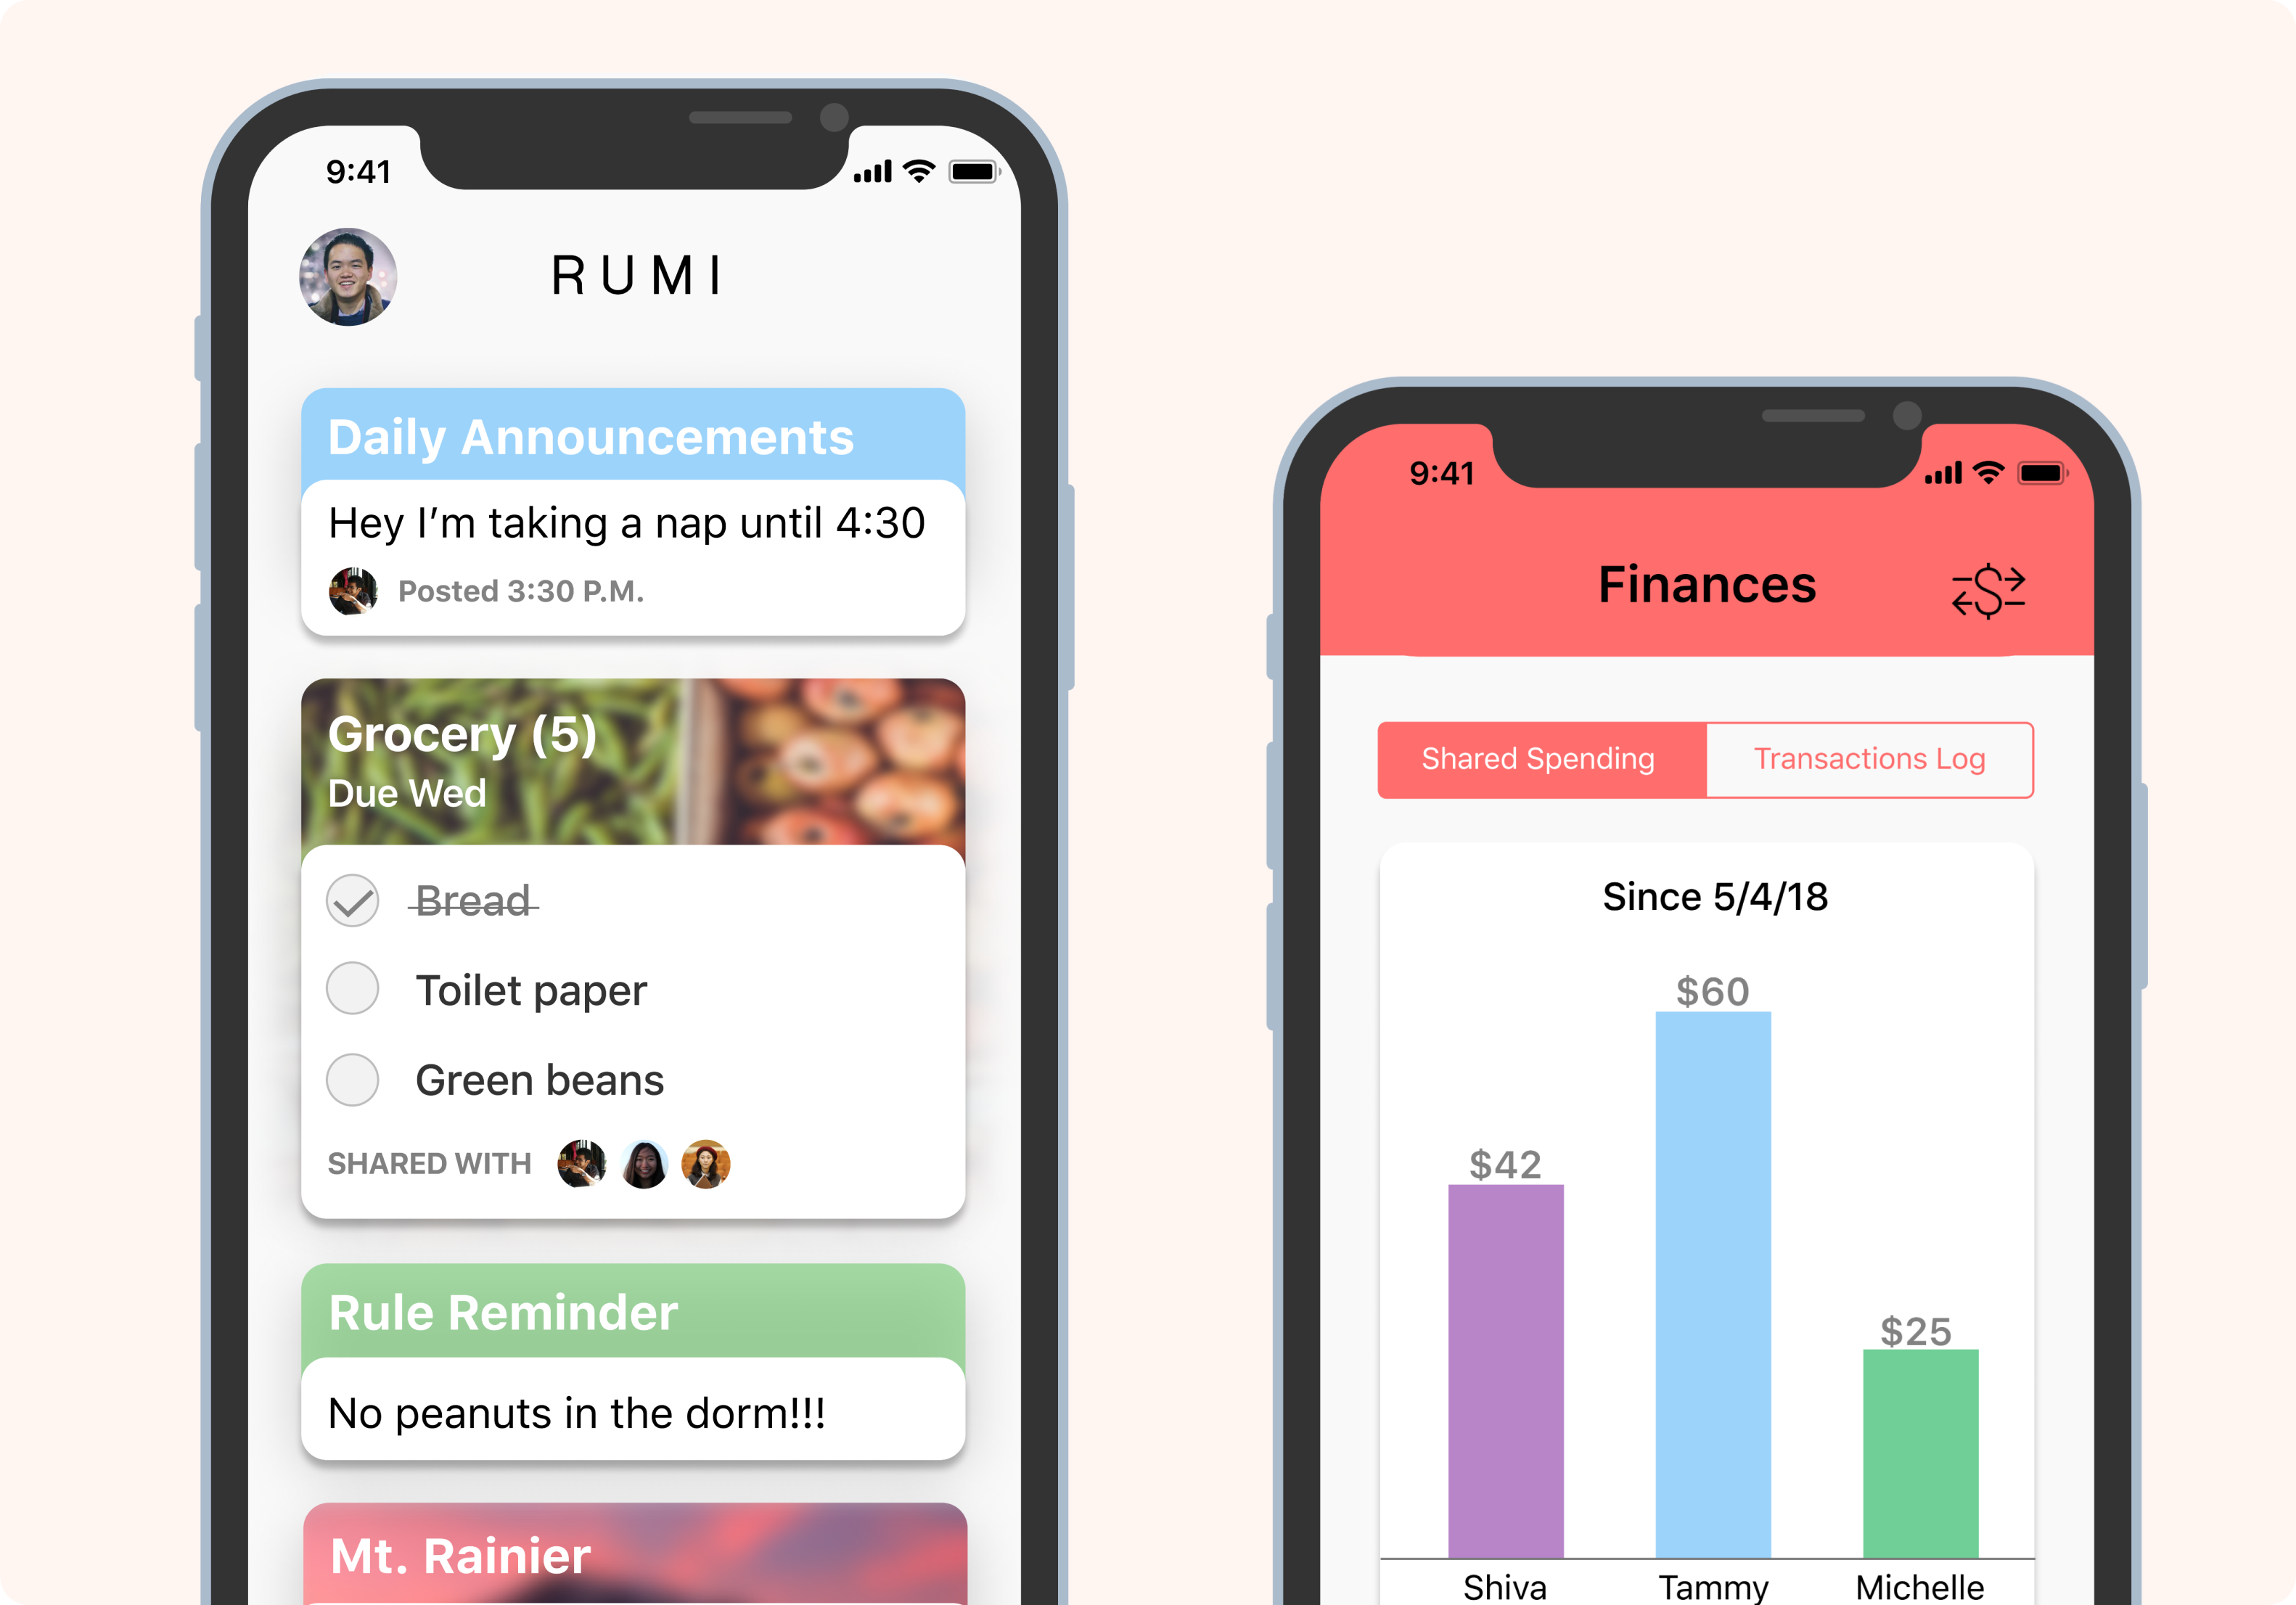 9:41
RUMI
Daily Announcements
Hey I’m taking a nap until 4:30
Posted 3:30 P.M.
Grocery (5)
Due Wed
Bread
Toilet paper
Green beans
SHARED WITH
Rule Reminder
No peanuts in the dorm!!!
Mt. Rainier
9:41
Finances
Shared Spending
Transactions Log
Since 5/4/18
$60
$42
$25
Shiva Tammy Michelle